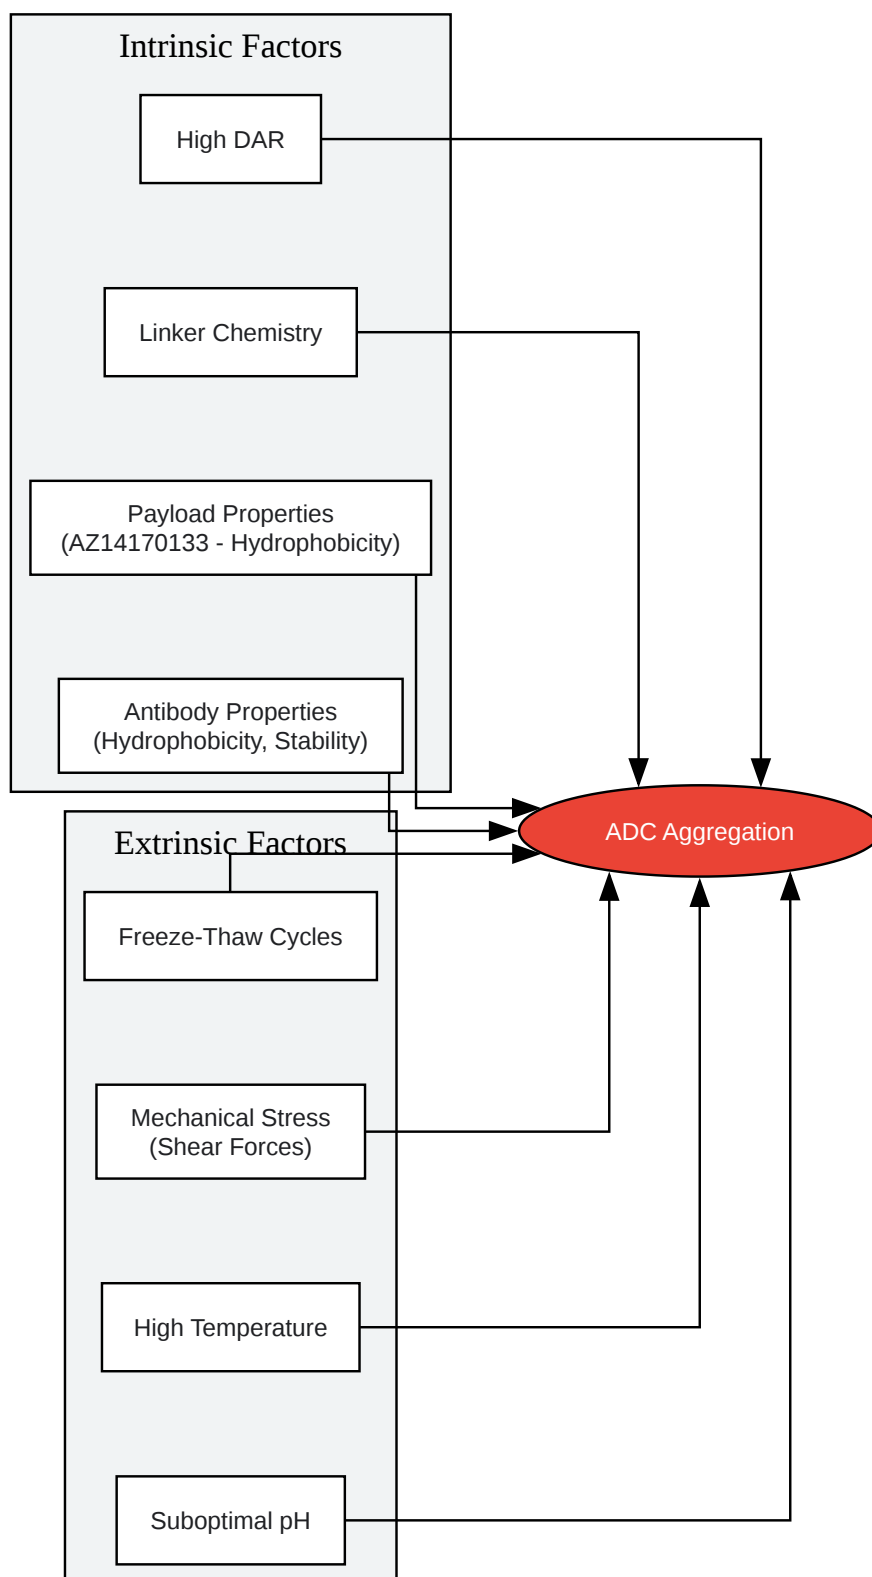 Intrinsic Factors
High DAR
Linker Chemistry
Payload Properties
(AZ14170133 - Hydrophobicity)
Antibody Properties
(Hydrophobicity, Stability)
ADC Aggregation
Extrinsic Factors
Freeze-Thaw Cycles
Mechanical Stress
(Shear Forces)
High Temperature
Suboptimal pH